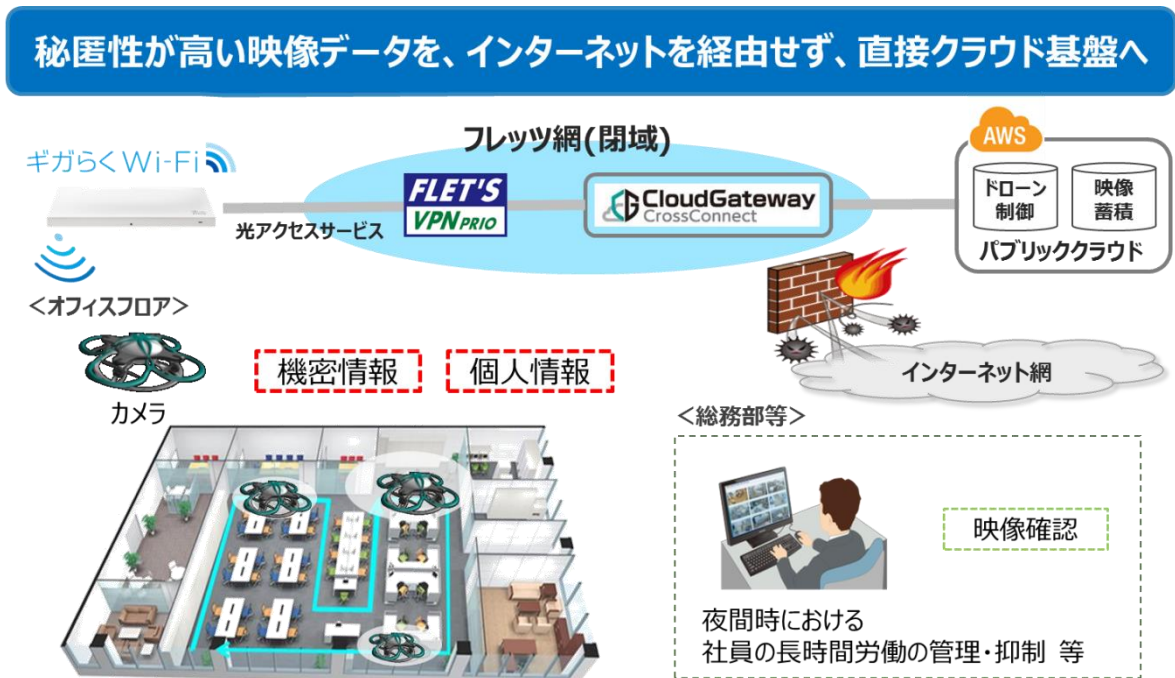 秘匿性が高い映像データを、インターネットを経由せず、直接クラウド基盤へ
フレッツ網(閉域)
AWS
ギガらくWi-Fi
FLET'S
VPN PRIO
CloudGateway
CrossConnect
ドローン
制御
映像
蓄積
パブリッククラウド
光アクセスサービス
<オフィスフロア>
機密情報
個人情報
カメラ
インターネット網
<総務部等>
映像確認
夜間時における
社員の長時間労働の管理・抑制 等